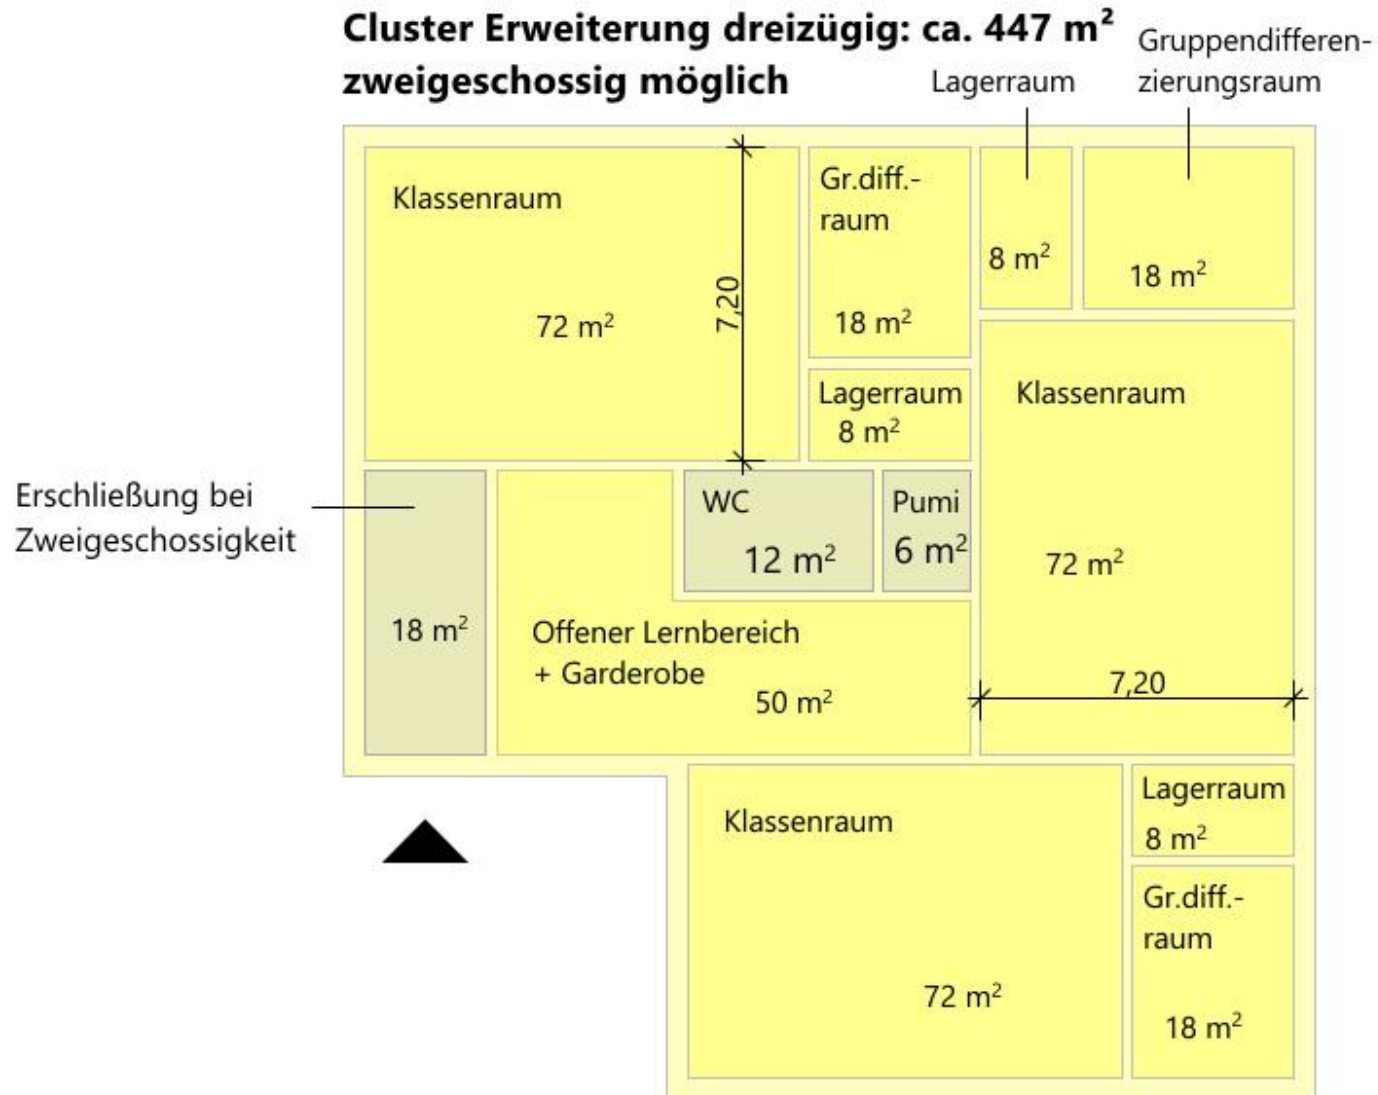 Cluster Erweiterung dreizügig: ca. 447 m²
zweigeschossig möglich
Lagerraum
Gruppendifferen-
zierungsraum
Klassenraum
72 m²
7,20
Gr.diff.-
raum
18 m²
8 m²
18 m²
Lagerraum
8 m²
Klassenraum
72 m²
7,20
Erschließung bei
Zweigeschossigkeit
18 m²
WC
12 m²
Pumi
6 m²
Offener Lernbereich
+ Garderobe
50 m²
Klassenraum
72 m²
Lagerraum
8 m²
Gr.diff.-
raum
18 m²